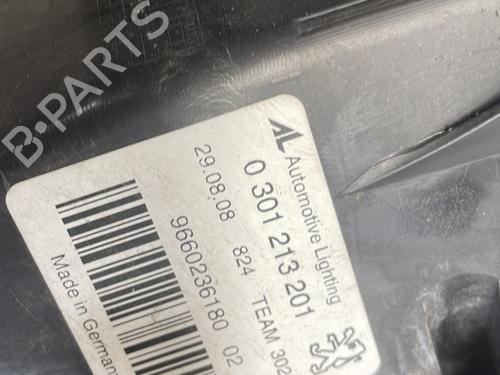 B-PARTS
AL Automotive Lighting
0 301 213 201
29.08.08 824 TEAM 302
9660236180 02
Made in Germany